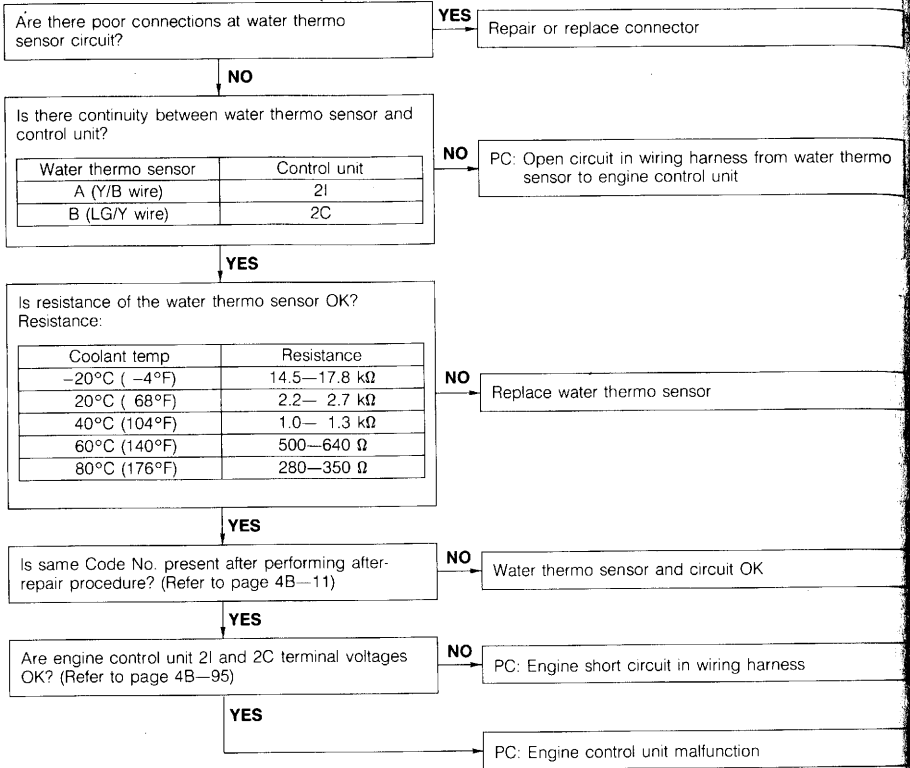 Are there poor connections at water thermo
sensor circuit?
YES
Repair or replace connector
NO
Is there continuity between water thermo sensor and
control unit?
Water thermo sensor Control unit
A (Y/B wire) 2I
B (LG/Y wire) 2C
NO
PC: Open circuit in wiring harness from water thermo
sensor to engine control unit
YES
Is resistance of the water thermo sensor OK?
Resistance:
Coolant temp Resistance
−20°C ( −4°F) 14.5—17.8 kΩ
20°C ( 68°F) 2.2— 2.7 kΩ
40°C (104°F) 1.0— 1.3 kΩ
60°C (140°F) 500—640 Ω
80°C (176°F) 280—350 Ω
NO
Replace water thermo sensor
YES
Is same Code No. present after performing after-
repair procedure? (Refer to page 4B—11)
NO
Water thermo sensor and circuit OK
YES
Are engine control unit 2I and 2C terminal voltages
OK? (Refer to page 4B—95)
NO
PC: Engine short circuit in wiring harness
YES
PC: Engine control unit malfunction